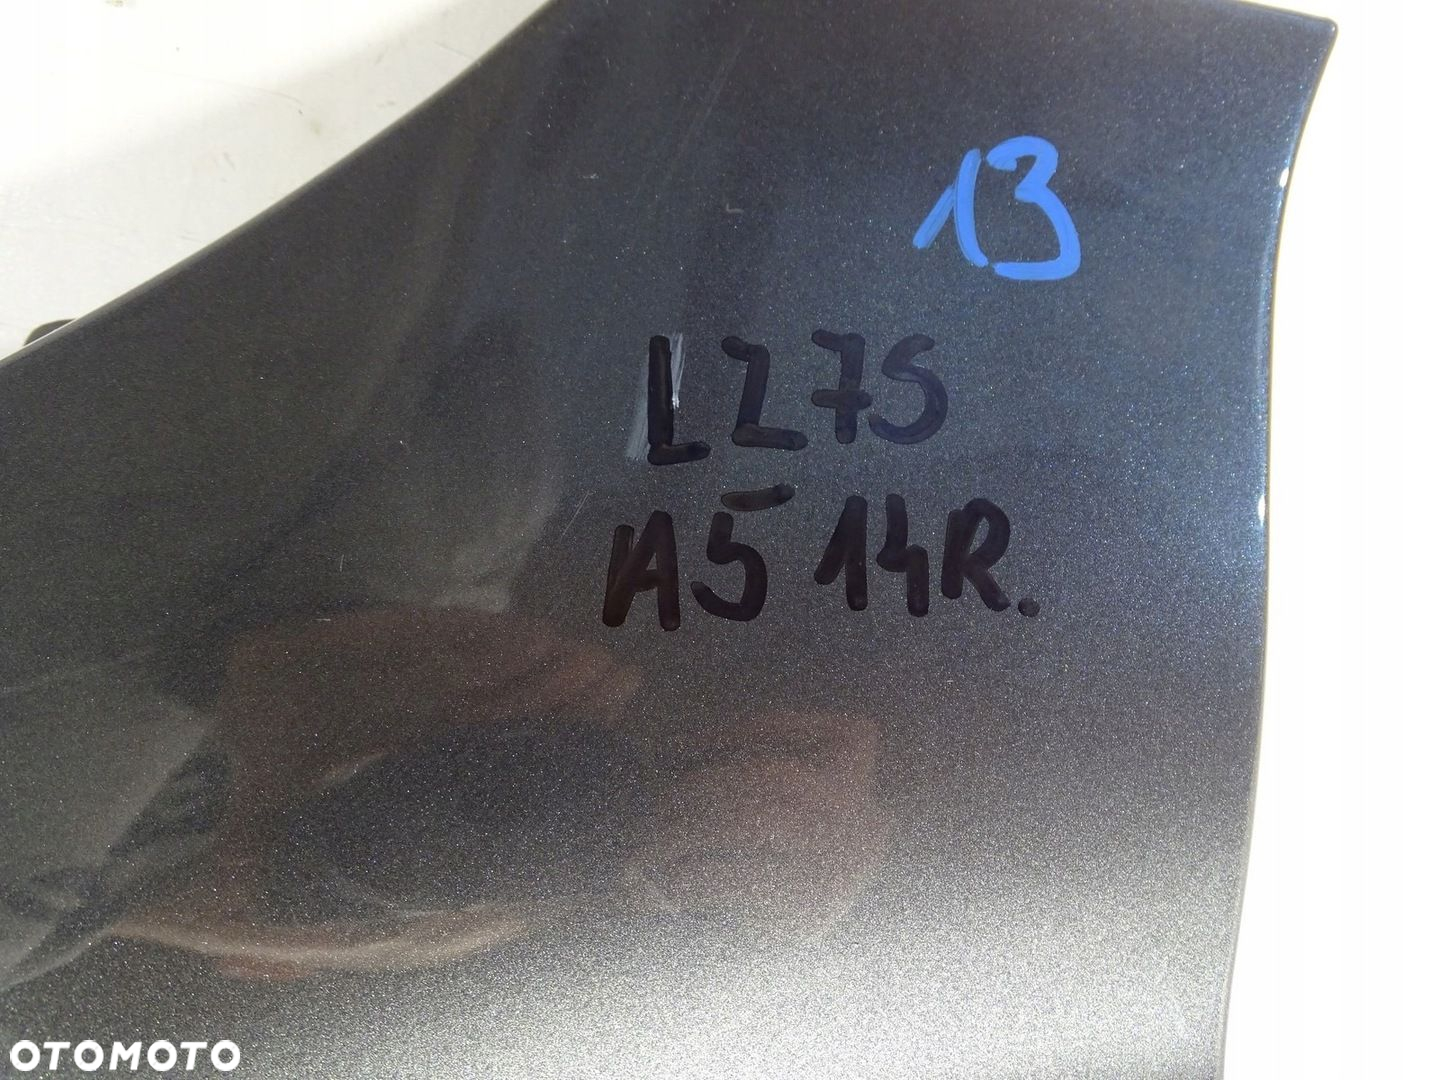 13
LZ7S
A5 14R.
OTOMOTO